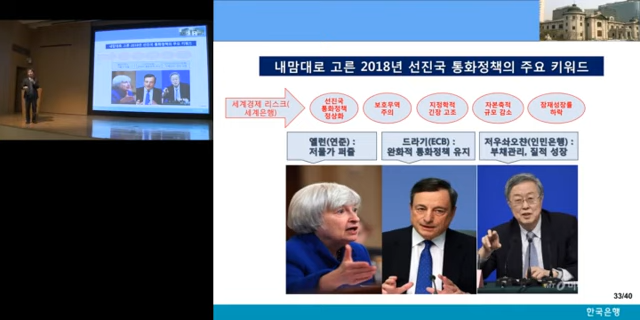 내맘대로 고른 2018년 선진국 통화정책의 주요 키워드
세계경제 리스크(
세계은행)
선진국
통화정책
정상화
보호무역
주의
지정학적
긴장 고조
자본축적
규모 감소
잠재성장률
하락
옐런(연준) :
저물가 퍼즐
드라기(ECB) :
완화적 통화정책 유지
저우샤오찬(인민은행) :
부채관리, 질적 성장
33/40
한국은행